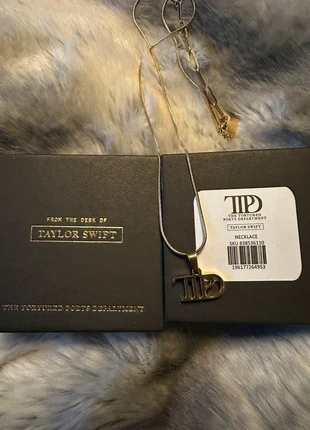 FROM THE DESK OF
TAYLOR SWIFT
THE TORTURED POETS DEPARTMENT
TTPD
THE TORTURED
POETS DEPARTMENT
TAYLOR SWIFT
NECKLACE
SKU 838536110
196177264953
TTPD